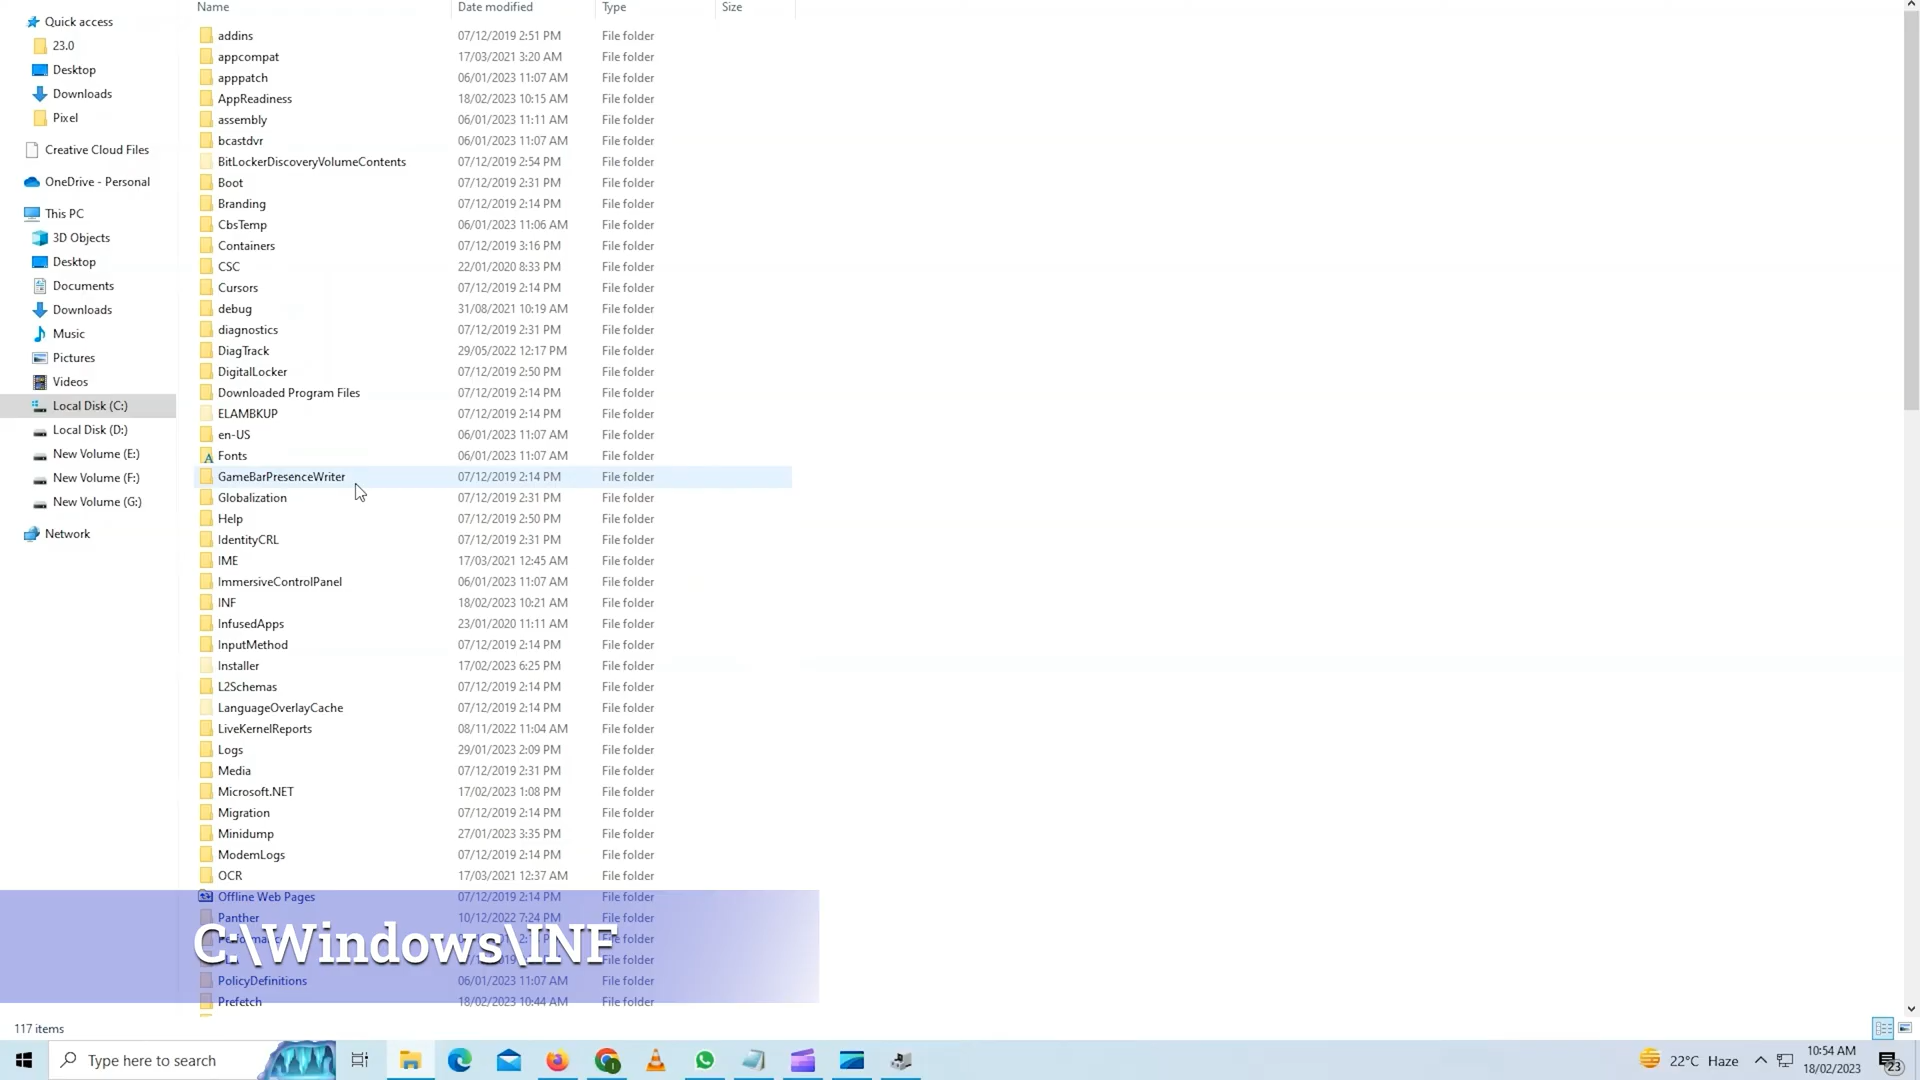 Name Date modified Type Size
Quick access
23.0
Desktop
Downloads
Pixel
Creative Cloud Files
OneDrive - Personal
This PC
3D Objects
Desktop
Documents
Downloads
Music
Pictures
Videos
Local Disk (C:)
Local Disk (D:)
New Volume (E:)
New Volume (F:)
New Volume (G:)
Network
addins 07/12/2019 2:51 PM File folder
appcompat 17/03/2021 3:20 AM File folder
apppatch 06/01/2023 11:07 AM File folder
AppReadiness 18/02/2023 10:15 AM File folder
assembly 06/01/2023 11:11 AM File folder
bcastdvr 06/01/2023 11:07 AM File folder
BitLockerDiscoveryVolumeContents 07/12/2019 2:54 PM File folder
Boot 07/12/2019 2:31 PM File folder
Branding 07/12/2019 2:14 PM File folder
CbsTemp 06/01/2023 11:06 AM File folder
Containers 07/12/2019 3:16 PM File folder
CSC 22/01/2020 8:33 PM File folder
Cursors 07/12/2019 2:14 PM File folder
debug 31/08/2021 10:19 AM File folder
diagnostics 07/12/2019 2:31 PM File folder
DiagTrack 29/05/2022 12:17 PM File folder
DigitalLocker 07/12/2019 2:50 PM File folder
Downloaded Program Files 07/12/2019 2:14 PM File folder
ELAMBKUP 07/12/2019 2:14 PM File folder
en-US 06/01/2023 11:07 AM File folder
Fonts 06/01/2023 11:07 AM File folder
GameBarPresenceWriter 07/12/2019 2:14 PM File folder
Globalization 07/12/2019 2:31 PM File folder
Help 07/12/2019 2:50 PM File folder
IdentityCRL 07/12/2019 2:31 PM File folder
IME 17/03/2021 12:45 AM File folder
ImmersiveControlPanel 06/01/2023 11:07 AM File folder
INF 18/02/2023 10:21 AM File folder
InfusedApps 23/01/2020 11:11 AM File folder
InputMethod 07/12/2019 2:14 PM File folder
Installer 17/02/2023 6:25 PM File folder
L2Schemas 07/12/2019 2:14 PM File folder
LanguageOverlayCache 07/12/2019 2:14 PM File folder
LiveKernelReports 08/11/2022 11:04 AM File folder
Logs 29/01/2023 2:09 PM File folder
Media 07/12/2019 2:31 PM File folder
Microsoft.NET 17/02/2023 1:08 PM File folder
Migration 07/12/2019 2:14 PM File folder
Minidump 27/01/2023 3:35 PM File folder
ModemLogs 07/12/2019 2:14 PM File folder
OCR 17/03/2021 12:37 AM File folder
Offline Web Pages 07/12/2019 2:14 PM File folder
Panther 10/12/2022 7:24 PM File folder
C:\Windows\INF
PolicyDefinitions 06/01/2023 11:07 AM File folder
Prefetch 18/02/2023 10:44 AM File folder
117 items
Type here to search
22°C Haze
10:54 AM
18/02/2023
23